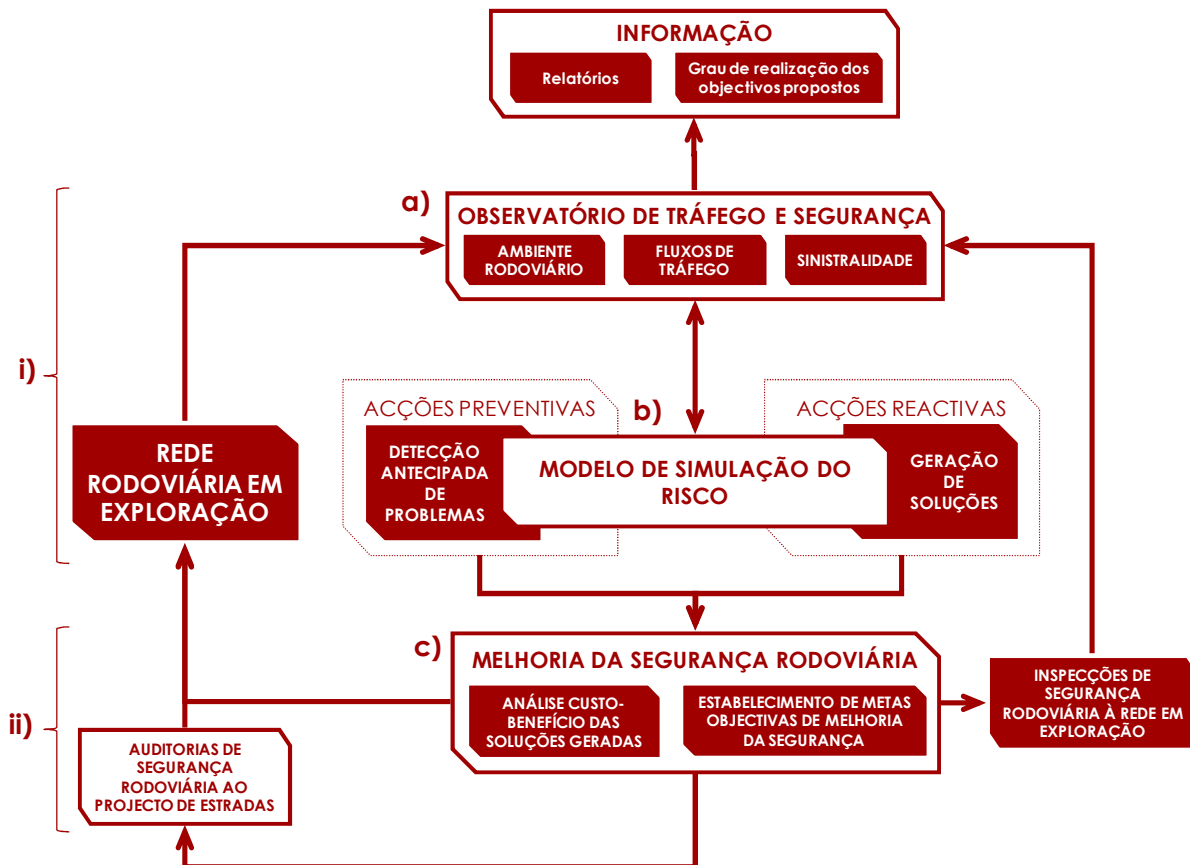 INFORMAÇÃO
Relatórios
Grau de realização dos
objectivos propostos
a)
OBSERVATÓRIO DE TRÁFEGO E SEGURANÇA
AMBIENTE
RODOVIÁRIO
FLUXOS DE
TRÁFEGO
SINISTRALIDADE
i)
REDE
RODOVIÁRIA EM
EXPLORAÇÃO
ACÇÕES PREVENTIVAS
b)
ACÇÕES REACTIVAS
DETECÇÃO
ANTECIPADA
DE
PROBLEMAS
MODELO DE SIMULAÇÃO DO
RISCO
GERAÇÃO
DE
SOLUÇÕES
ii)
c)
MELHORIA DA SEGURANÇA RODOVIÁRIA
ANÁLISE CUSTO-
BENEFÍCIO DAS
SOLUÇÕES GERADAS
ESTABELECIMENTO DE METAS
OBJECTIVAS DE MELHORIA
DA SEGURANÇA
INSPECÇÕES DE
SEGURANÇA
RODOVIÁRIA À REDE EM
EXPLORAÇÃO
AUDITORIAS DE
SEGURANÇA
RODOVIÁRIA AO
PROJECTO DE ESTRADAS